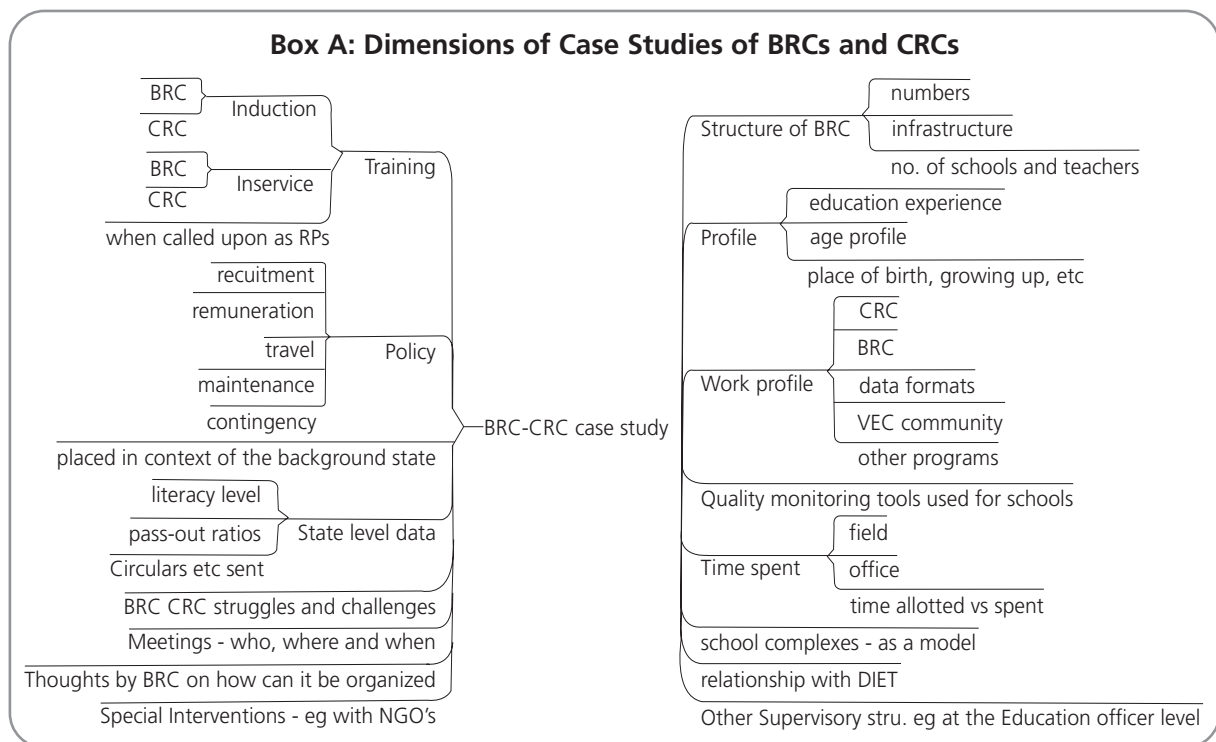 Box A: Dimensions of Case Studies of BRCs and CRCs
BRC
Induction
CRC
BRC
Inservice
CRC
Training
when called upon as RPs
recuitment
remuneration
travel
Policy
maintenance
contingency
placed in context of the background state
literacy level
pass-out ratios
State level data
Circulars etc sent
BRC CRC struggles and challenges
Meetings - who, where and when
Thoughts by BRC on how can it be organized
Special Interventions - eg with NGO's
BRC-CRC case study
Structure of BRC
numbers
infrastructure
no. of schools and teachers
Profile
education experience
age profile
place of birth, growing up, etc
Work profile
CRC
BRC
data formats
VEC community
other programs
Quality monitoring tools used for schools
Time spent
field
office
time allotted vs spent
school complexes - as a model
relationship with DIET
Other Supervisory stru. eg at the Education officer level